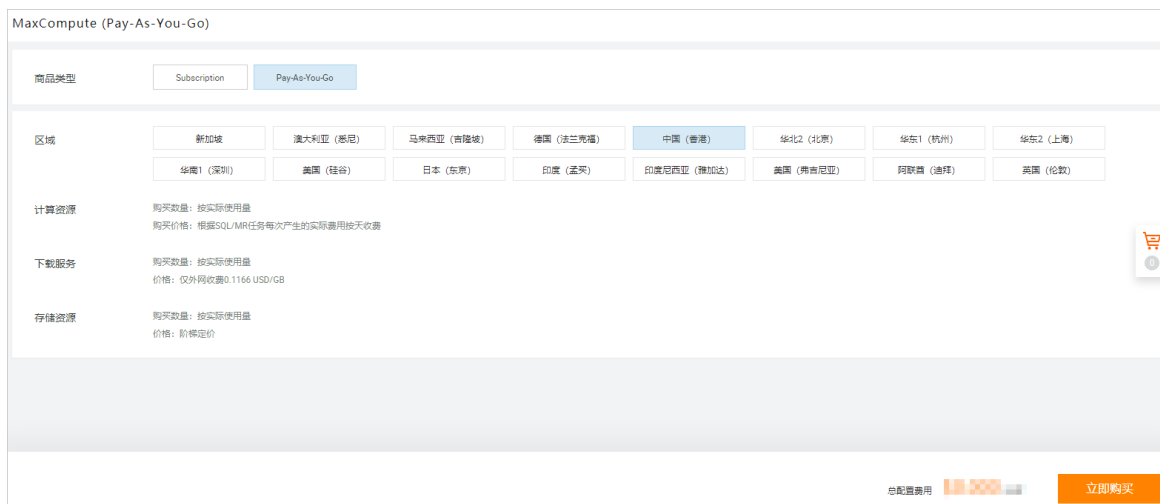 MaxCompute (Pay-As-You-Go)
商品类型
Subscription
Pay-As-You-Go
区域
新加坡
澳大利亚（悉尼）
马来西亚（吉隆坡）
德国（法兰克福）
中国（香港）
华北2（北京）
华东1（杭州）
华东2（上海）
华南1（深圳）
美国（硅谷）
日本（东京）
印度（孟买）
印度尼西亚（雅加达）
美国（弗吉尼亚）
阿联酋（迪拜）
英国（伦敦）
计算资源
购买数量：按实际使用量
购买价格：根据SQL/MR任务每次产生的实际费用按天收费
下载服务
购买数量：按实际使用量
价格：仅外网收费0.1166 USD/GB
存储资源
购买数量：按实际使用量
价格：阶梯定价
0
总配置费用
立即购买